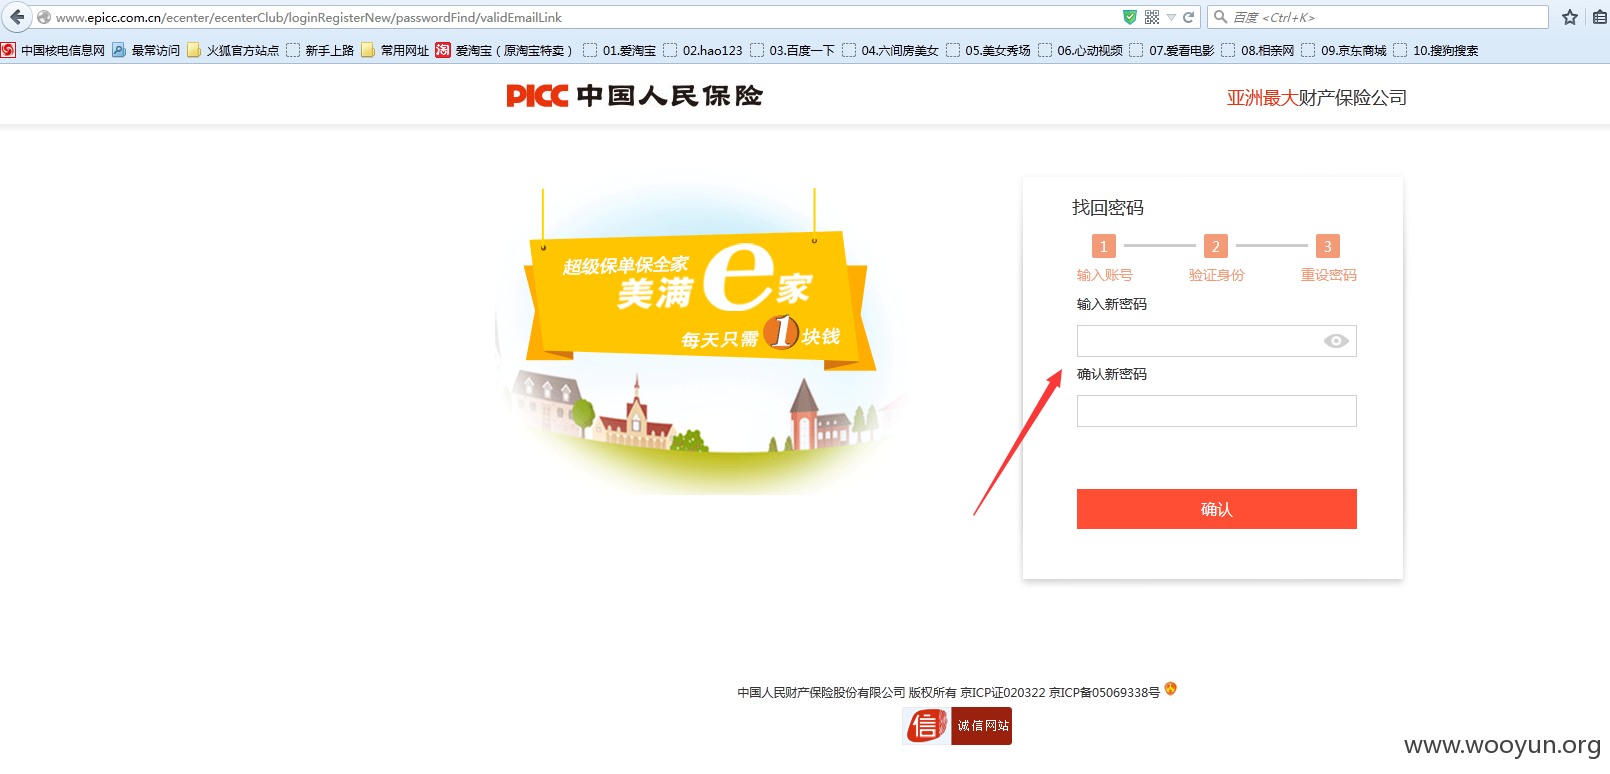 www.epicc.com.cn/ecenter/ecenterClub/loginRegisterNew/passwordFind/validEmailLink
百度 <Ctrl+K>
中国核电信息网 最常访问 火狐官方站点 新手上路 常用网址 淘 爱淘宝（原淘宝特卖） 01.爱淘宝 02.hao123 03.百度一下 04.六间房美女 05.美女秀场 06.心动视频 07.爱看电影 08.相亲网 09.京东商城 10.搜狗搜索
PICC 中国人民保险
亚洲最大财产保险公司
超级保单保全家
美满e家
每天只需1块钱
找回密码
1 2 3
输入账号 验证身份 重设密码
输入新密码
确认新密码
确认
中国人民财产保险股份有限公司 版权所有 京ICP证020322 京ICP备05069338号
信 诚信网站
www.wooyun.org